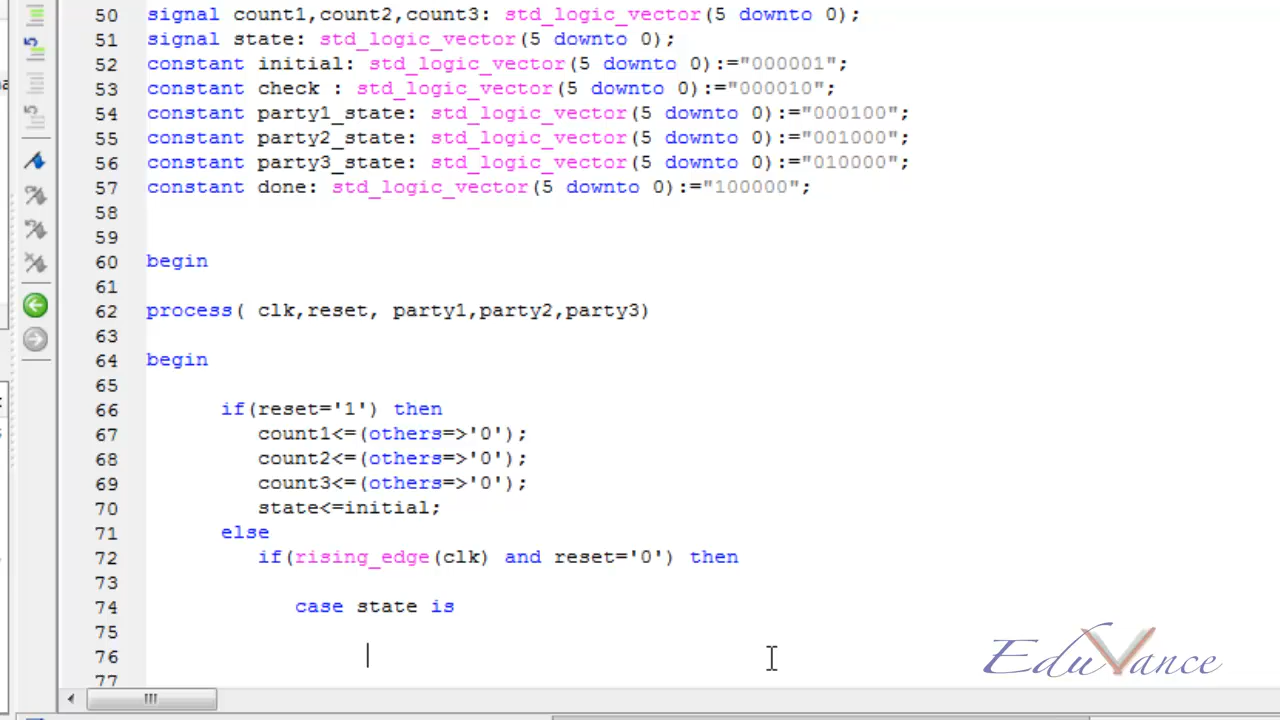 50 signal count1,count2,count3: std_logic_vector(5 downto 0);
51 signal state: std_logic_vector(5 downto 0);
52 constant initial: std_logic_vector(5 downto 0):="000001";
53 constant check : std_logic_vector(5 downto 0):="000010";
54 constant party1_state: std_logic_vector(5 downto 0):="000100";
55 constant party2_state: std_logic_vector(5 downto 0):="001000";
56 constant party3_state: std_logic_vector(5 downto 0):="010000";
57 constant done: std_logic_vector(5 downto 0):="100000";
58
59
60 begin
61
62 process( clk,reset, party1,party2,party3)
63
64 begin
65
66 if(reset='1') then
67 count1<=(others=>'0');
68 count2<=(others=>'0');
69 count3<=(others=>'0');
70 state<=initial;
71 else
72 if(rising_edge(clk) and reset='0') then
73
74 case state is
75
76
77
EduVance